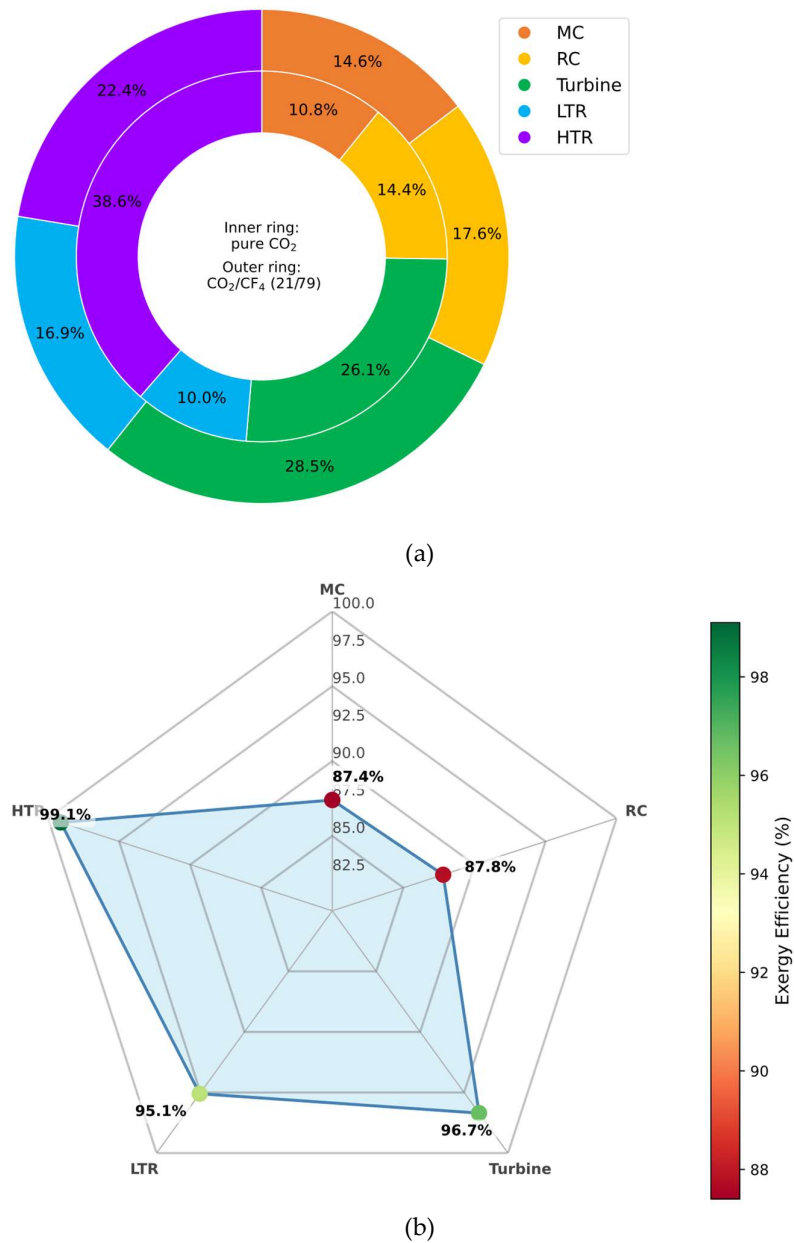 MC
RC
Turbine
LTR
HTR
14.6%
22.4%
10.8%
14.4%
38.6%
17.6%
Inner ring:
pure CO₂
Outer ring:
CO₂/CF₄ (21/79)
16.9%
26.1%
10.0%
28.5%
(a)
MC
100.0
97.5
95.0
92.5
90.0
87.4%
87.5
85.0
82.5
HTR
99.1%
RC
87.8%
95.1%
96.7%
LTR
Turbine
98
96
94
92
90
88
Exergy Efficiency (%)
(b)